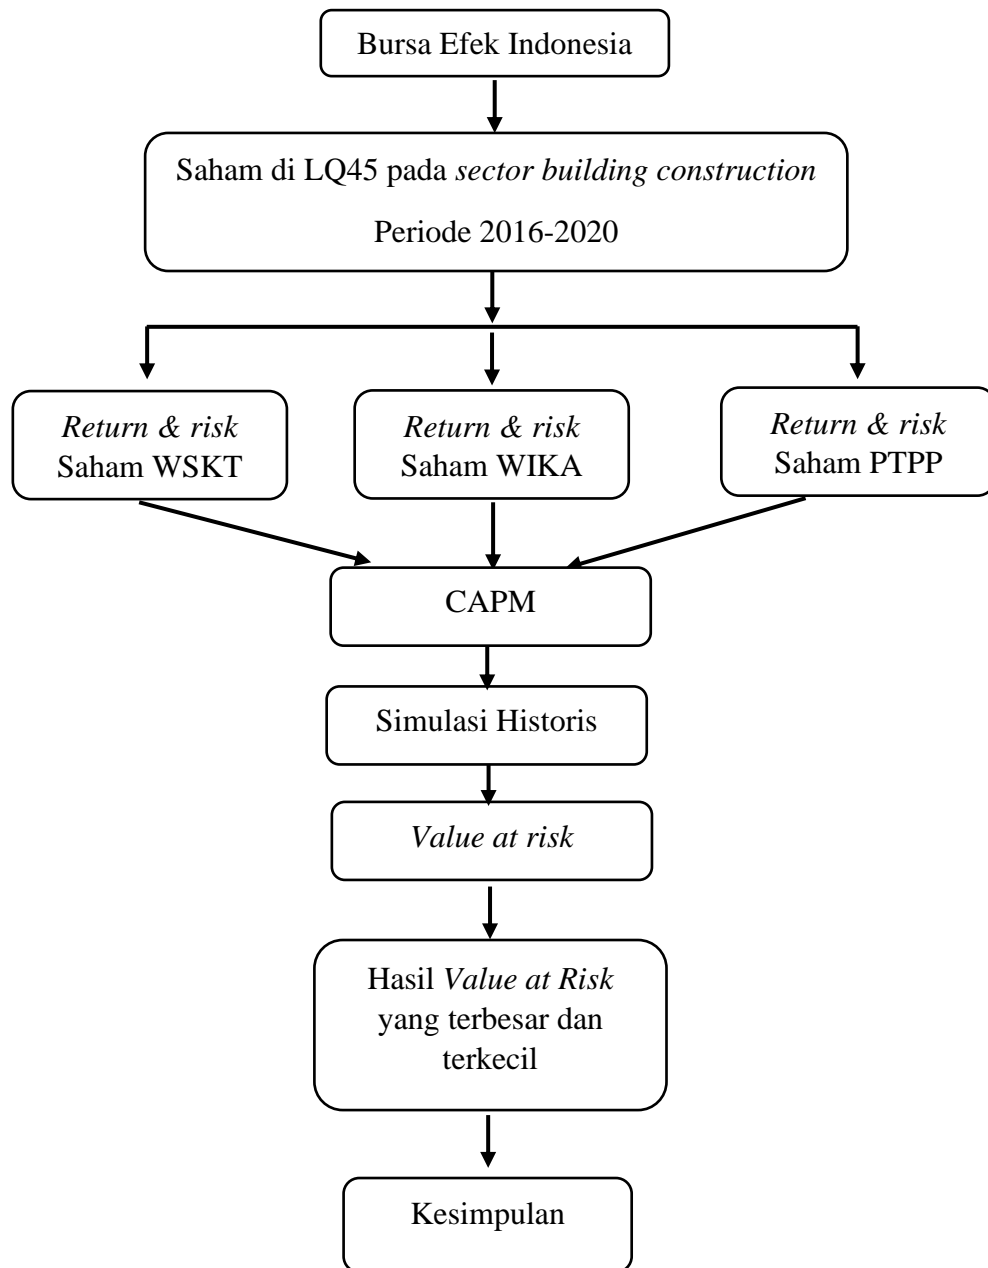 Bursa Efek Indonesia
Saham di LQ45 pada sector building construction
Periode 2016-2020
Return & risk
Saham WSKT
Return & risk
Saham WIKA
Return & risk
Saham PTPP
CAPM
Simulasi Historis
Value at risk
Hasil Value at Risk
yang terbesar dan
terkecil
Kesimpulan